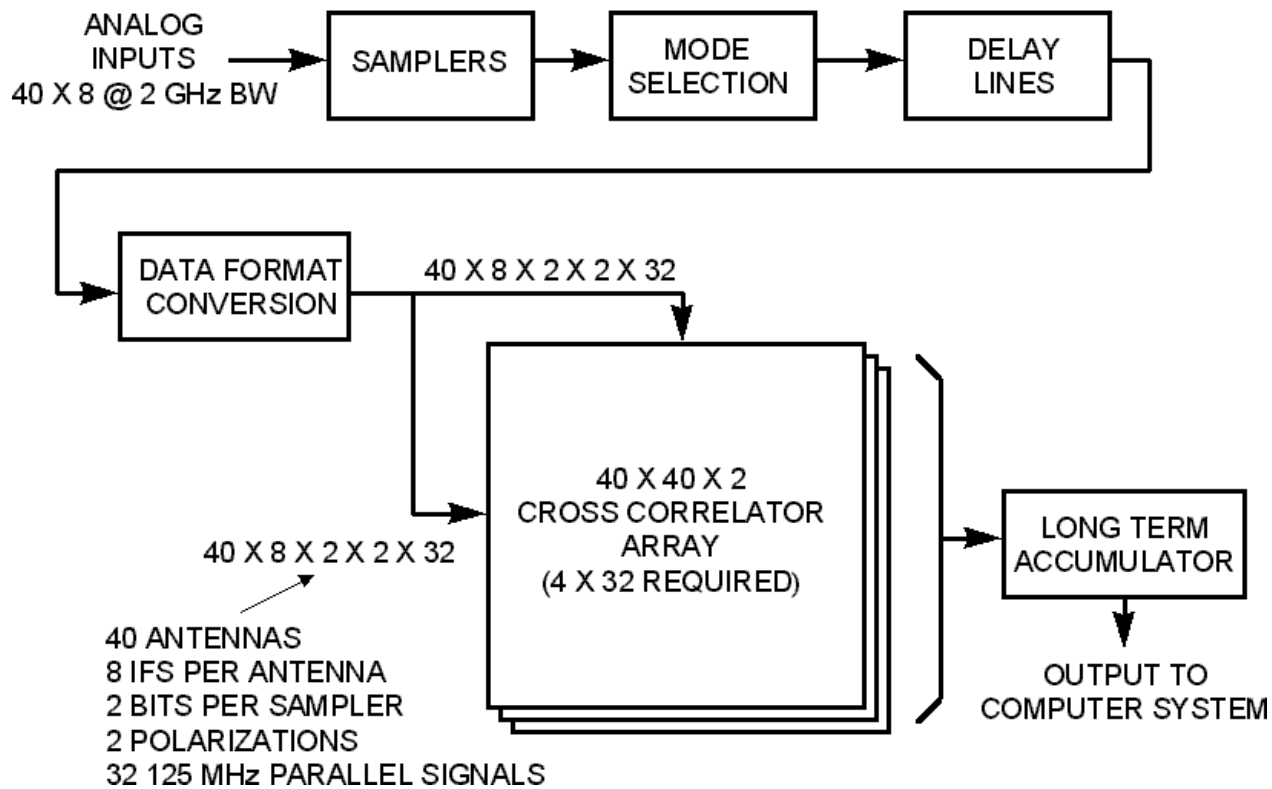 ANALOG
INPUTS
40 X 8 @ 2 GHz BW
SAMPLERS
MODE
SELECTION
DELAY
LINES
DATA FORMAT
CONVERSION
40 X 8 X 2 X 2 X 32
40 X 40 X 2
CROSS CORRELATOR
ARRAY
(4 X 32 REQUIRED)
LONG TERM
ACCUMULATOR
40 X 8 X 2 X 2 X 32
40 ANTENNAS
8 IFS PER ANTENNA
2 BITS PER SAMPLER
2 POLARIZATIONS
32 125 MHz PARALLEL SIGNALS
OUTPUT TO
COMPUTER SYSTEM